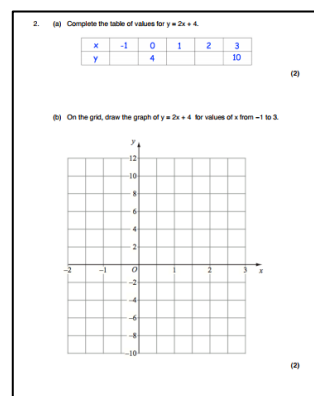 2. (a) Complete the table of values for y = 2x + 4.
x -1 0 1 2 3
y 4 10
(2)
(b) On the grid, draw the graph of y = 2x + 4 for values of x from −1 to 3.
y
12
10
8
6
4
2
−2 −1 O 1 2 3 x
−2
−4
−6
−8
−10
(2)